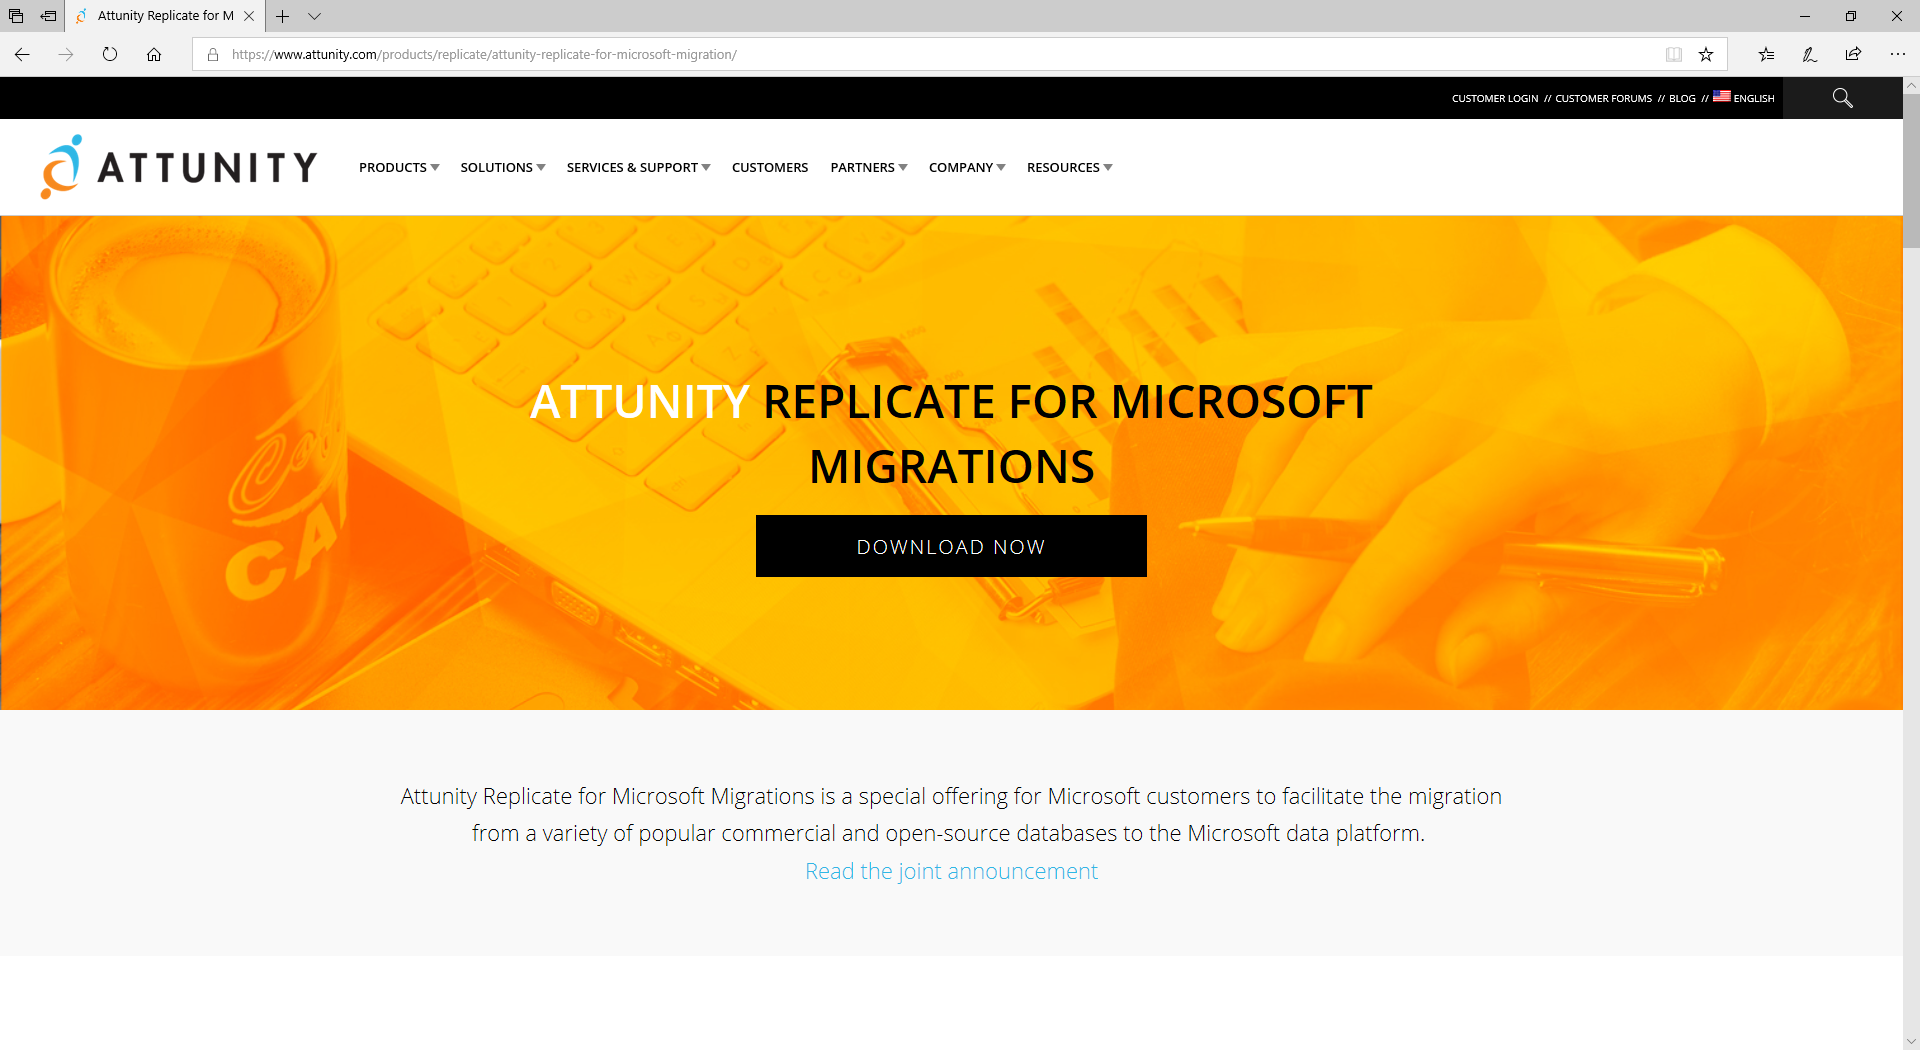 Attunity Replicate for M
https://www.attunity.com/products/replicate/attunity-replicate-for-microsoft-migration/
CUSTOMER LOGIN // CUSTOMER FORUMS // BLOG // ENGLISH
ATTUNITY
PRODUCTS SOLUTIONS SERVICES & SUPPORT CUSTOMERS PARTNERS COMPANY RESOURCES
ATTUNITY REPLICATE FOR MICROSOFT
MIGRATIONS
DOWNLOAD NOW
Attunity Replicate for Microsoft Migrations is a special offering for Microsoft customers to facilitate the migration
from a variety of popular commercial and open-source databases to the Microsoft data platform.
Read the joint announcement